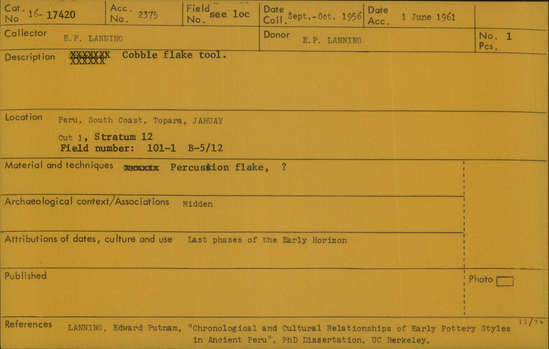 Cat. No 16-17420 Acc. No. 2375 Field No. see loc Date Coll. Sept.-Oct. 1956 Date Acc. 1 June 1961
Collector E.P. LANNING Donor E.P. LANNING No. 1 Pcs.
Description Cobble flake tool.
Location Peru, South Coast, Topara, JAHUAY
Cut 1, Stratum 12
Field number: 101-1 B-5/12
Material and techniques Percussion flake, ?
Archaeological context/Associations Midden
Attributions of dates, culture and use Last phases of the Early Horizon
Published Photo
References LANNING, Edward Putnam, "Chronological and Cultural Relationships of Early Pottery Styles
in Ancient Peru", PhD Dissertation, UC Berkeley.